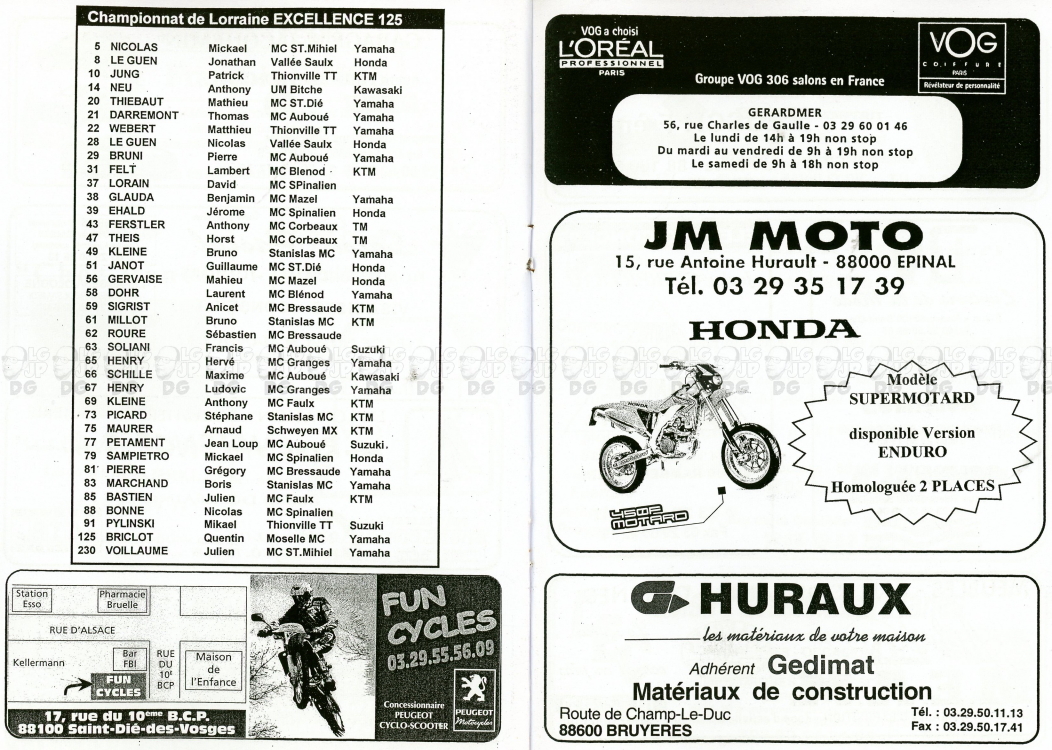 Championnat de Lorraine EXCELLENCE 125
5 NICOLAS Mickael MC ST.Mihiel Yamaha
8 LE GUEN Jonathan Vallée Saulx Honda
10 JUNG Patrick Thionville TT KTM
14 NEU Anthony UM Bitche Kawasaki
20 THIEBAUT Mathieu MC ST.Dié Yamaha
21 DARREMONT Thomas MC Auboué Yamaha
22 WEBERT Matthieu Thionville TT Yamaha
28 LE GUEN Nicolas Vallée Saulx Honda
29 BRUNI Pierre MC Auboué Yamaha
31 FELT Lambert MC Blenod KTM
37 LORAIN David MC SPinalien
38 GLAUDA Benjamin MC Mazel Yamaha
39 EHALD Jérome MC Spinalien Honda
43 FERSTLER Anthony MC Corbeaux TM
47 THEIS Horst MC Corbeaux TM
49 KLEINE Bruno Stanislas MC Yamaha
51 JANOT Guillaume MC ST.Dié Honda
56 GERVAISE Mahieu MC Mazel Honda
58 DOHR Laurent MC Blénod Yamaha
59 SIGRIST Anicet MC Bressaude KTM
61 MILLOT Bruno Stanislas MC KTM
62 ROURE Sébastien MC Bressaude
63 SOLIANI Francis MC Auboué Suzuki
65 HENRY Hervé MC Granges Yamaha
66 SCHILLE Maxime MC Auboué Kawasaki
67 HENRY Ludovic MC Granges Yamaha
69 KLEINE Anthony MC Faulx KTM
73 PICARD Stéphane Stanislas MC KTM
75 MAURER Arnaud Schweyen MX KTM
77 PETAMENT Jean Loup MC Auboué Suzuki.
79 SAMPIETRO Mickael MC Spinalien Honda
81 PIERRE Grégory MC Bressaude Yamaha
83 MARCHAND Boris Stanislas MC Yamaha
85 BASTIEN Julien MC Faulx KTM
88 BONNE Nicolas MC Spinalien
91 PYLINSKI Mikael Thionville TT Suzuki
125 BRICLOT Quentin Moselle MC Yamaha
230 VOILLAUME Julien MC ST.Mihiel Yamaha
Station Esso
Pharmacie Bruelle
RUE D'ALSACE
Kellermann
Bar FBI
RUE DU 10E BCP
Maison de l'Enfance
FUN CYCLES
17, rue du 10ème B.C.P.
88100 Saint-Dié-des-Vosges
FUN CYCLES
03.29.55.56.09
Concessionnaire
PEUGEOT
CYCLO-SCOOTER
PEUGEOT
Motocycles
VOG a choisi
L'ORÉAL
PROFESSIONNEL
PARIS
Groupe VOG 306 salons en France
VOG
COIFFURE
PARIS
Révélateur de personnalité
GERARDMER
56, rue Charles de Gaulle - 03 29 60 01 46
Le lundi de 14h à 19h non stop
Du mardi au vendredi de 9h à 19h non stop
Le samedi de 9h à 18h non stop
JM MOTO
15, rue Antoine Hurault - 88000 EPINAL
Tél. 03 29 35 17 39
HONDA
HONDA
Modèle
SUPERMOTARD
disponible Version
ENDURO
Homologuée 2 PLACES
MOTARD
HURAUX
les matériaux de votre maison
Adhérent Gedimat
Matériaux de construction
Route de Champ-Le-Duc
88600 BRUYERES
Tél. : 03.29.50.11.13
Fax : 03.29.50.17.41